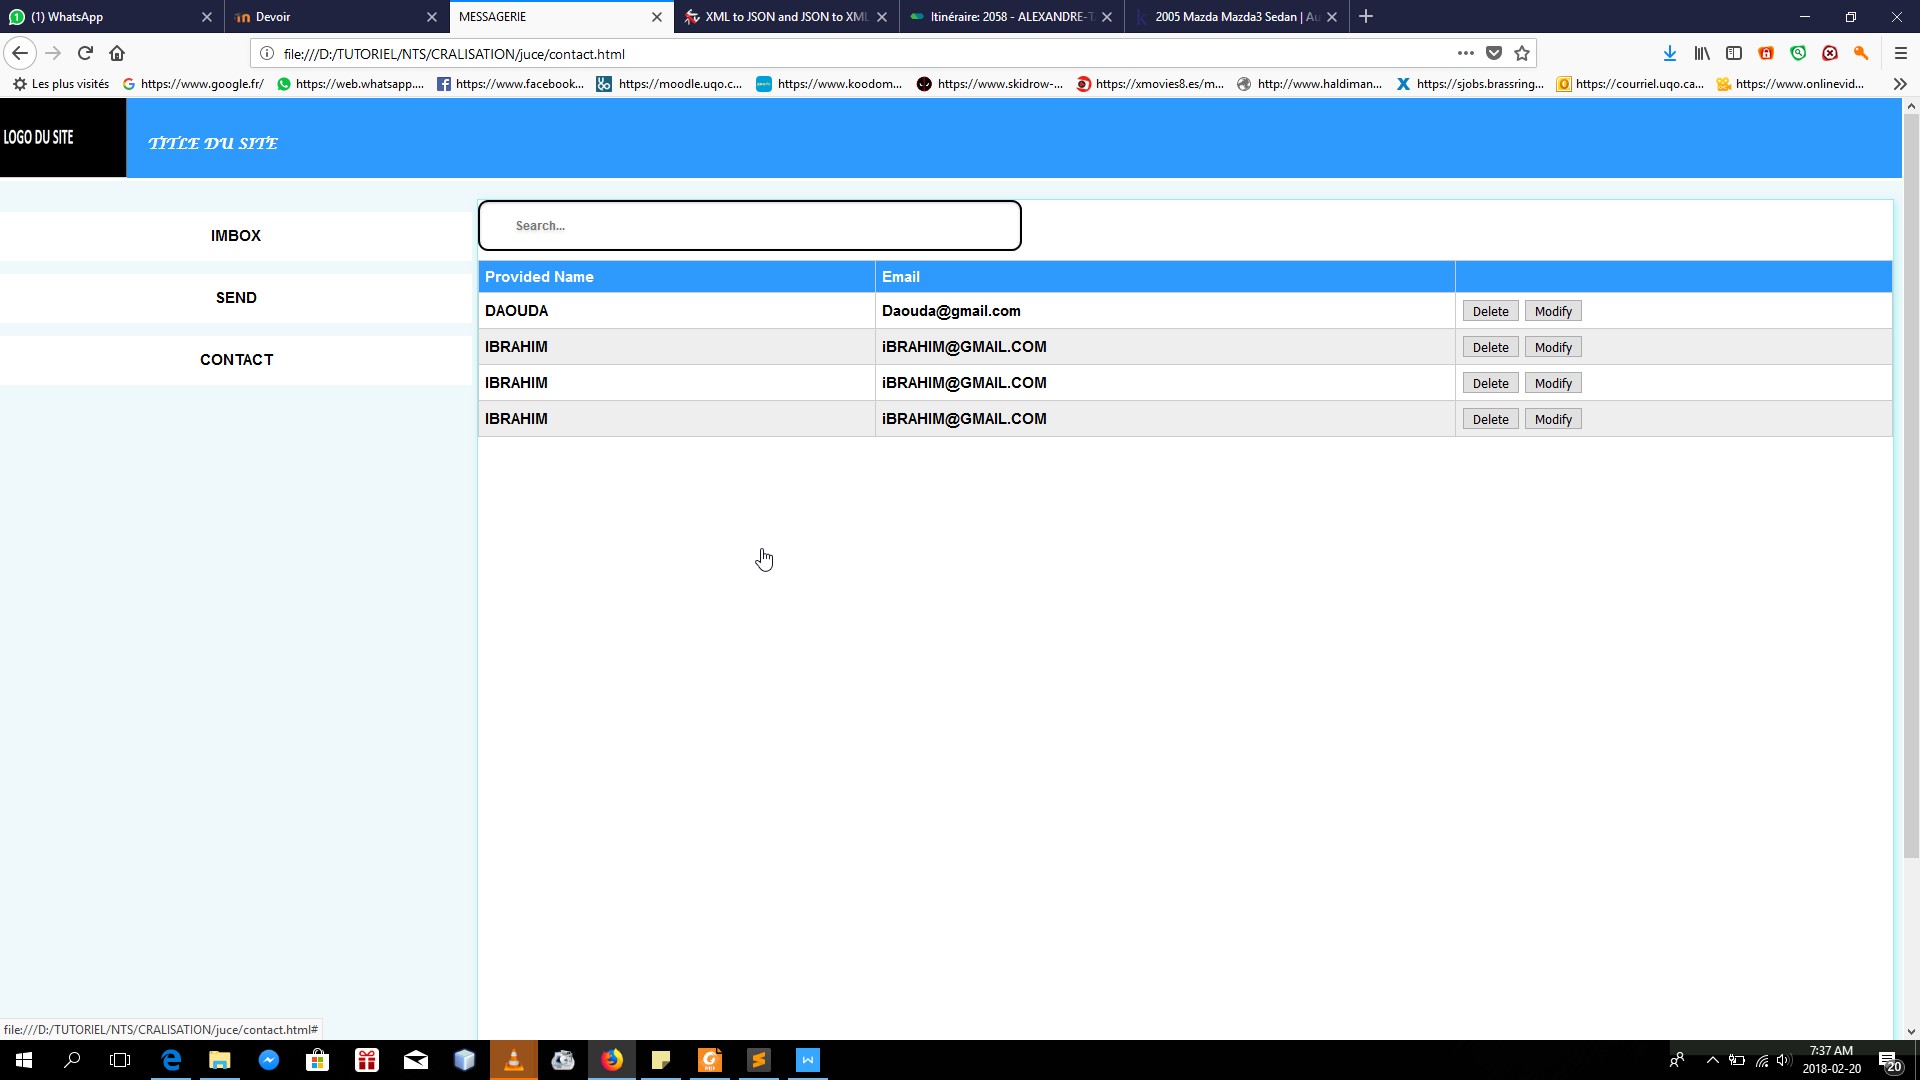 (1) WhatsApp
Devoir
MESSAGERIE
XML to JSON and JSON to XML
Itinéraire: 2058 - ALEXANDRE-T
2005 Mazda Mazda3 Sedan | Au
file:///D:/TUTORIEL/NTS/CRALISATION/juce/contact.html
Les plus visités
https://www.google.fr/
https://web.whatsapp....
https://www.facebook...
https://moodle.uqo.c...
https://www.koodom...
https://www.skidrow-...
https://xmovies8.es/m...
http://www.haldiman...
https://sjobs.brassring...
https://courriel.uqo.ca...
https://www.onlinevid...
LOGO DU SITE
TITLE DU SITE
IMBOX
SEND
CONTACT
Search...
Provided Name Email
DAOUDA Daouda@gmail.com Delete Modify
IBRAHIM iBRAHIM@GMAIL.COM Delete Modify
IBRAHIM iBRAHIM@GMAIL.COM Delete Modify
IBRAHIM iBRAHIM@GMAIL.COM Delete Modify
file:///D:/TUTORIEL/NTS/CRALISATION/juce/contact.html#
7:37 AM
2018-02-20
20